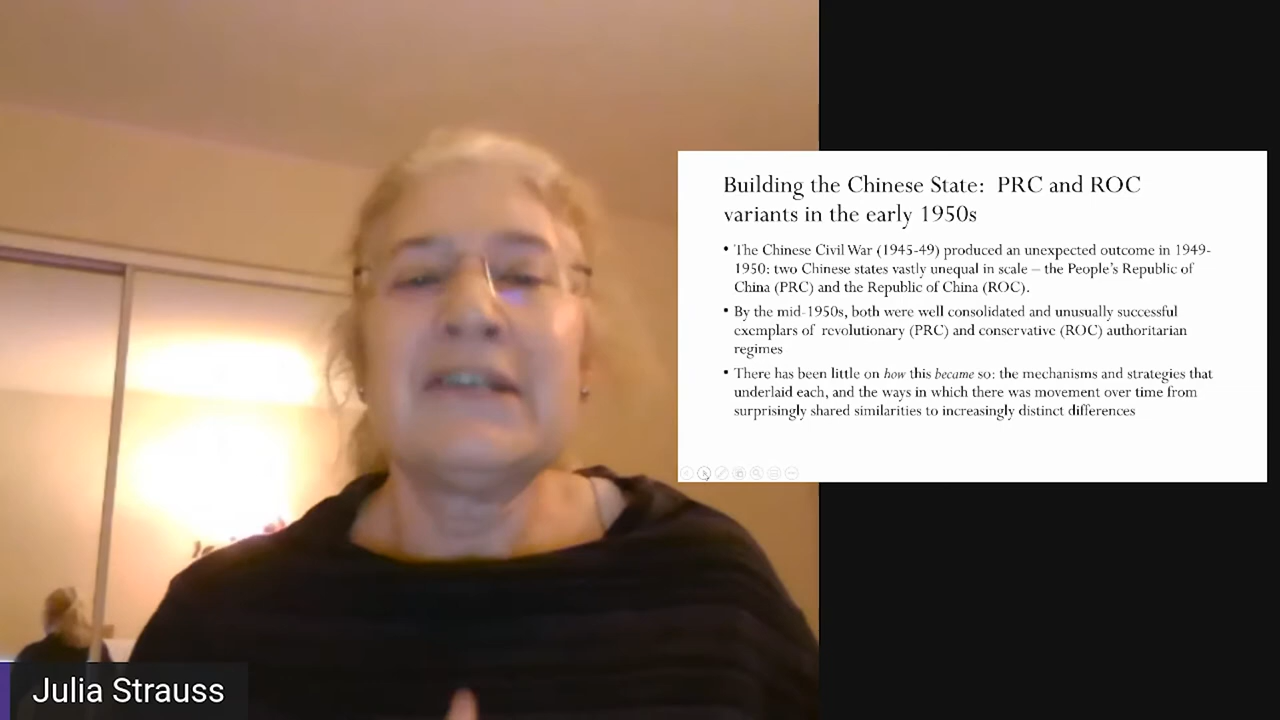 Building the Chinese State: PRC and ROC
variants in the early 1950s
• The Chinese Civil War (1945-49) produced an unexpected outcome in 1949-
1950: two Chinese states vastly unequal in scale – the People's Republic of
China (PRC) and the Republic of China (ROC).
• By the mid-1950s, both were well consolidated and unusually successful
exemplars of revolutionary (PRC) and conservative (ROC) authoritarian
regimes
• There has been little on how this became so: the mechanisms and strategies that
underlaid each, and the ways in which there was movement over time from
surprisingly shared similarities to increasingly distinct differences
Julia Strauss